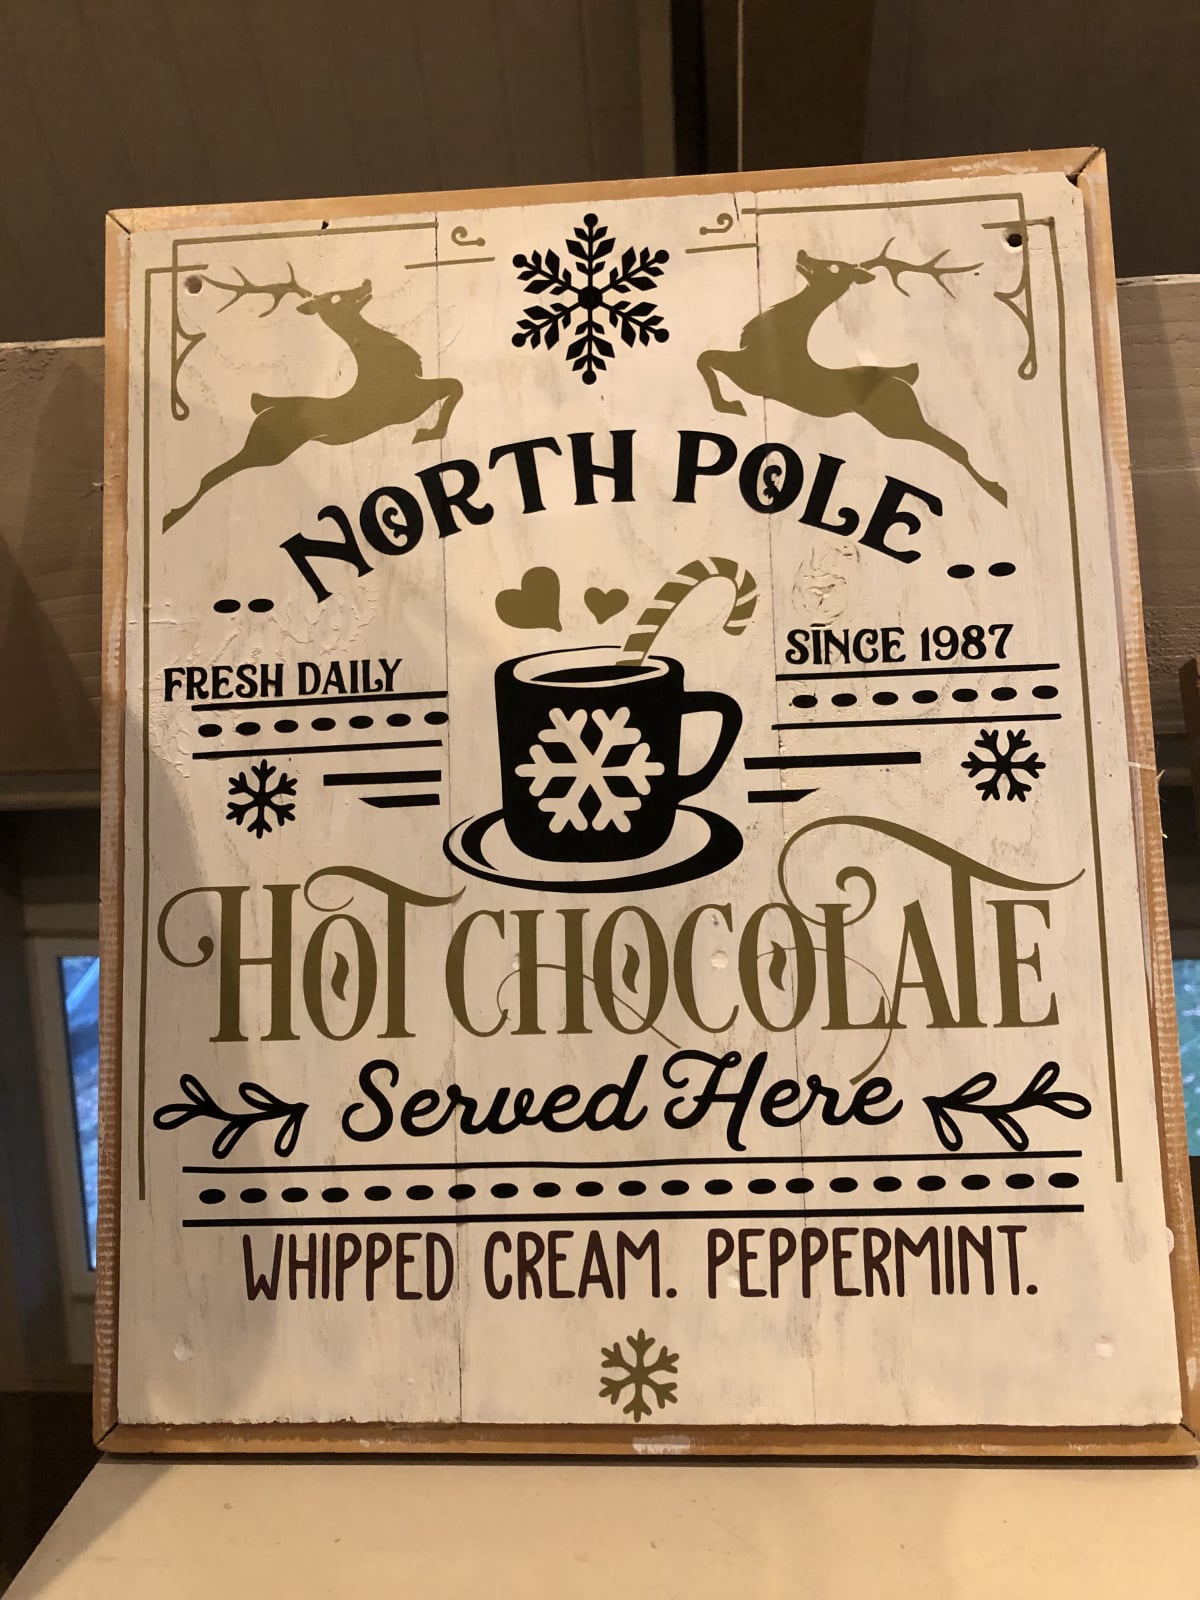 NORTH POLE
FRESH DAILY
SINCE 1987
HOT CHOCOLATE
Served Here
WHIPPED CREAM. PEPPERMINT.